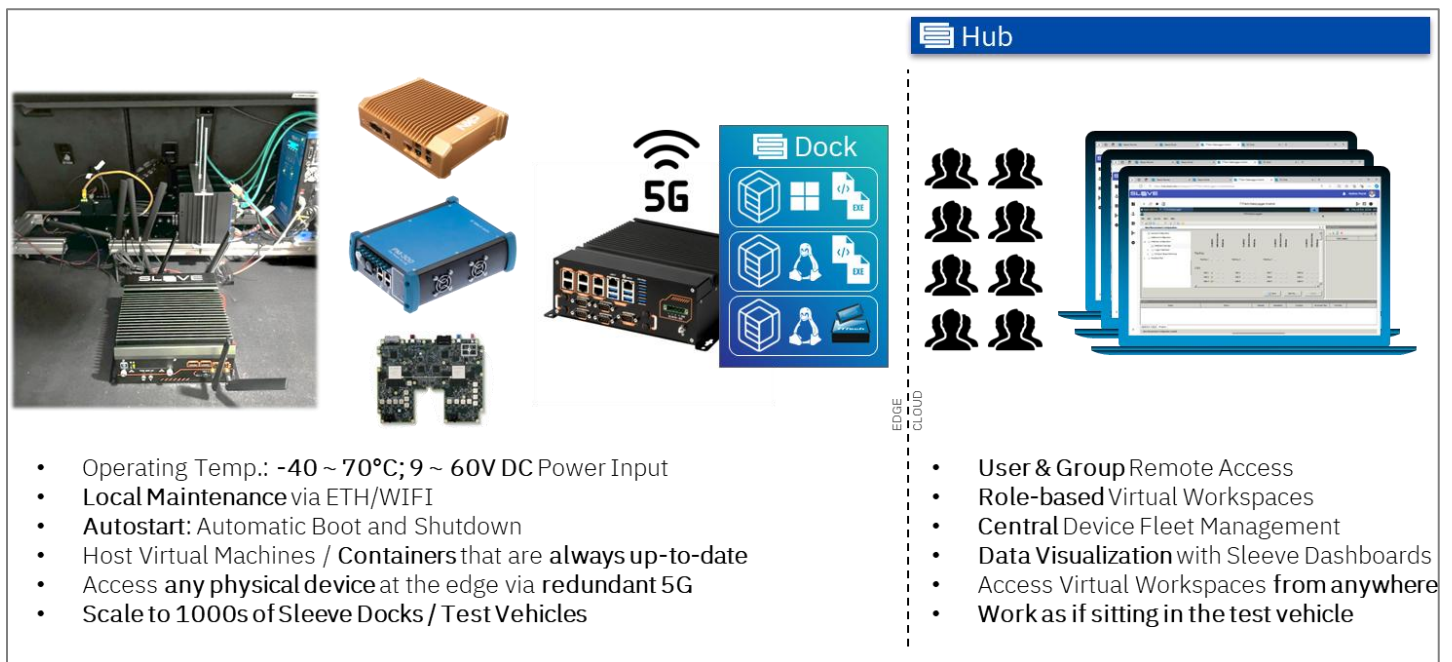 Hub
Dock
5G
EXE
EXE
SLEEVE
EDGE
CLOUD
• Operating Temp.: -40 ~ 70°C; 9 ~ 60V DC Power Input
• Local Maintenance via ETH/WIFI
• Autostart: Automatic Boot and Shutdown
• Host Virtual Machines / Containers that are always up-to-date
• Access any physical device at the edge via redundant 5G
• Scale to 1000s of Sleeve Docks / Test Vehicles
• User & Group Remote Access
• Role-based Virtual Workspaces
• Central Device Fleet Management
• Data Visualization with Sleeve Dashboards
• Access Virtual Workspaces from anywhere
• Work as if sitting in the test vehicle